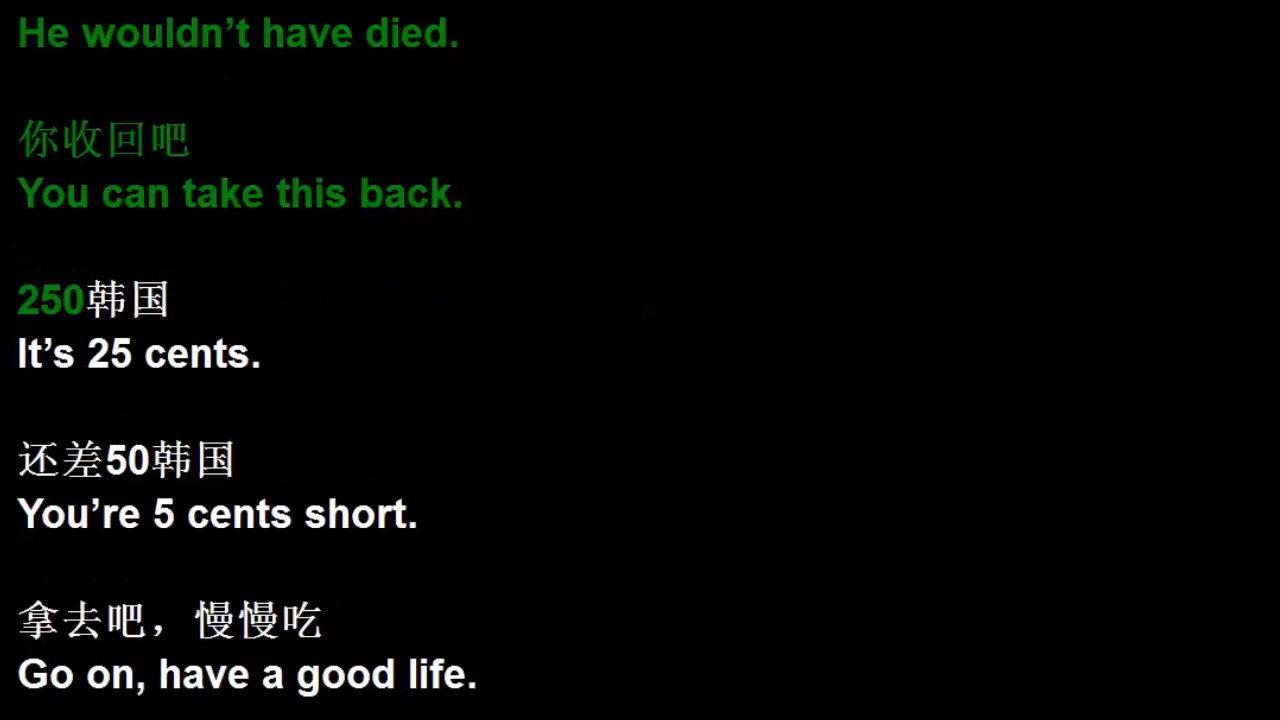 He wouldn’t have died.
你收回吧
You can take this back.
250韩国
It’s 25 cents.
还差50韩国
You’re 5 cents short.
拿去吧，慢慢吃
Go on, have a good life.